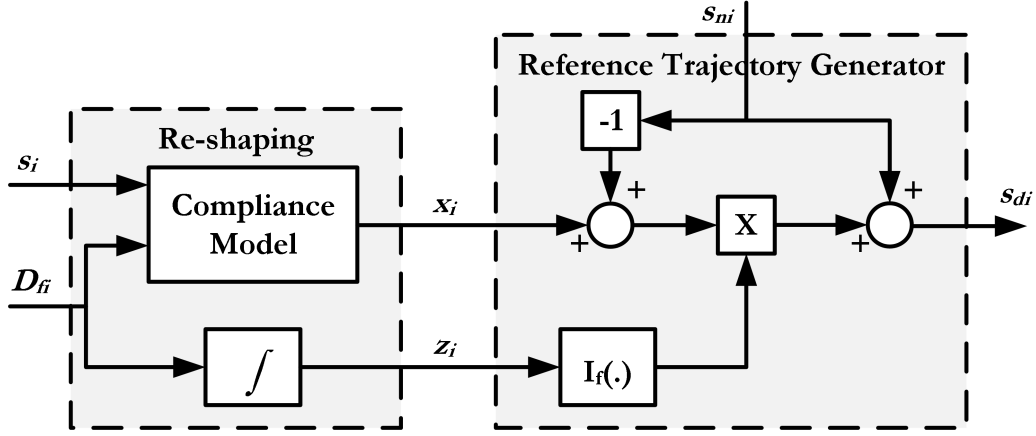 s_ni
Reference Trajectory Generator
Re-shaping
-1
s_i
+
+
s_di
Compliance
Model
x_i
X
+
+
D_fi
z_i
∫
I_f(.)